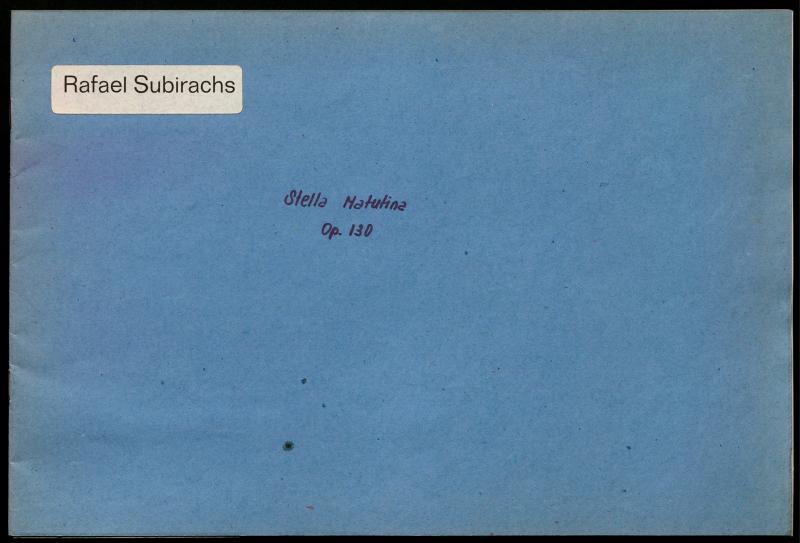 Rafael Subirachs
Stella Matutina
Op. 130